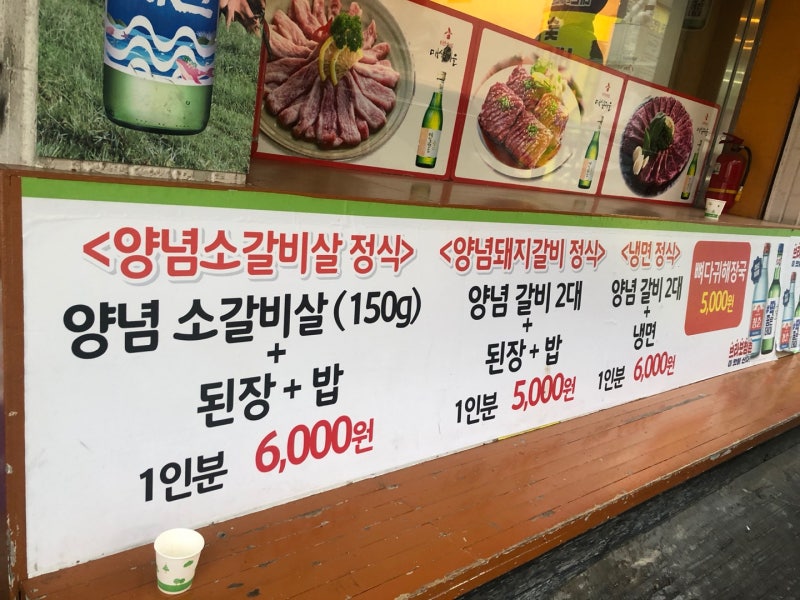 <양념소갈비살 정식>
양념 소갈비살 (150g)
+
된장 + 밥
1인분 6,000원
<양념돼지갈비 정식>
양념 갈비 2대
+
된장 + 밥
1인분 5,000원
<냉면 정식>
양념 갈비 2대
+
냉면
1인분 6,000원
뼈다귀해장국
5,000원